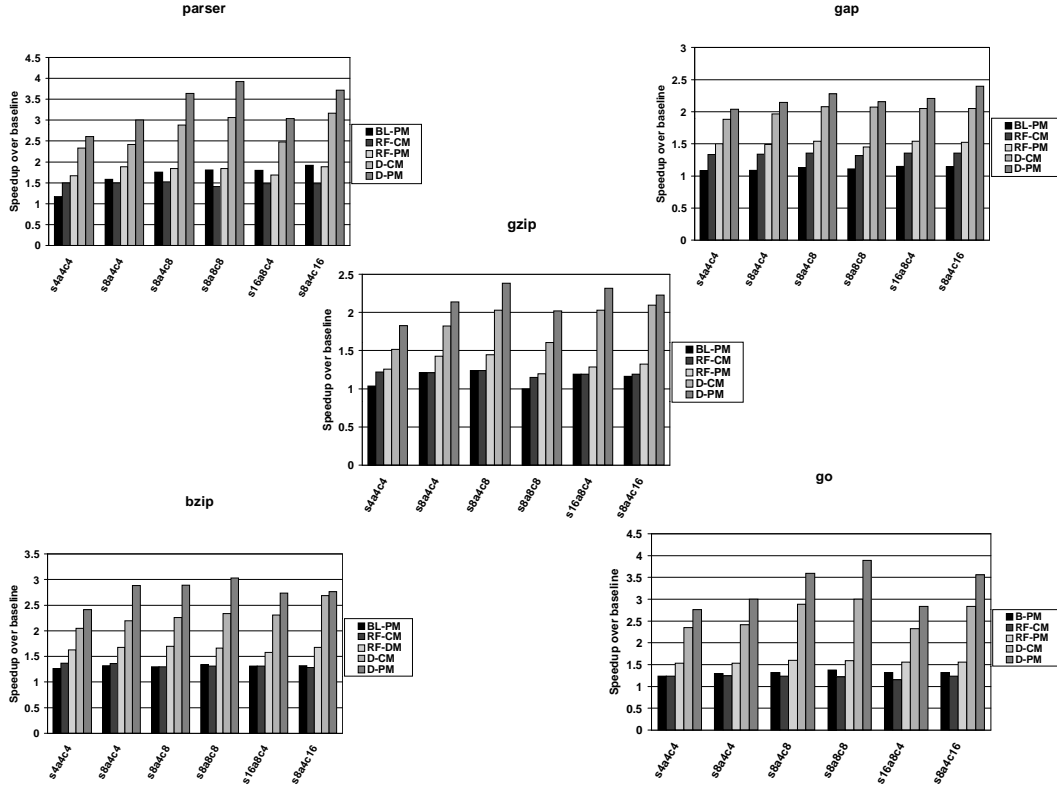 parser
Speedup over baseline
4.5
4
3.5
3
2.5
2
1.5
1
0.5
0
s4a4c4
s8a4c4
s8a4c8
s8a8c8
s16a8c4
s8a4c16
BL-PM
RF-CM
RF-PM
D-CM
D-PM
gap
Speedup over baseline
3
2.5
2
1.5
1
0.5
0
s4a4c4
s8a4c4
s8a4c8
s8a8c8
s16a8c4
s8a4c16
BL-PM
RF-CM
RF-PM
D-CM
D-PM
gzip
Speedup over baseline
2.5
2
1.5
1
0.5
0
s4a4c4
s8a4c4
s8a4c8
s8a8c8
s16a8c4
s8a4c16
BL-PM
RF-CM
RF-PM
D-CM
D-PM
bzip
Speedup over baseline
3.5
3
2.5
2
1.5
1
0.5
0
s4a4c4
s8a4c4
s8a4c8
s8a8c8
s16a8c4
s8a4c16
BL-PM
RF-CM
RF-DM
D-CM
D-PM
go
Speedup over baseline
4.5
4
3.5
3
2.5
2
1.5
1
0.5
0
s4a4c4
s8a4c4
s8a4c8
s8a8c8
s16a8c4
s8a4c16
B-PM
RF-CM
RF-PM
D-CM
D-PM